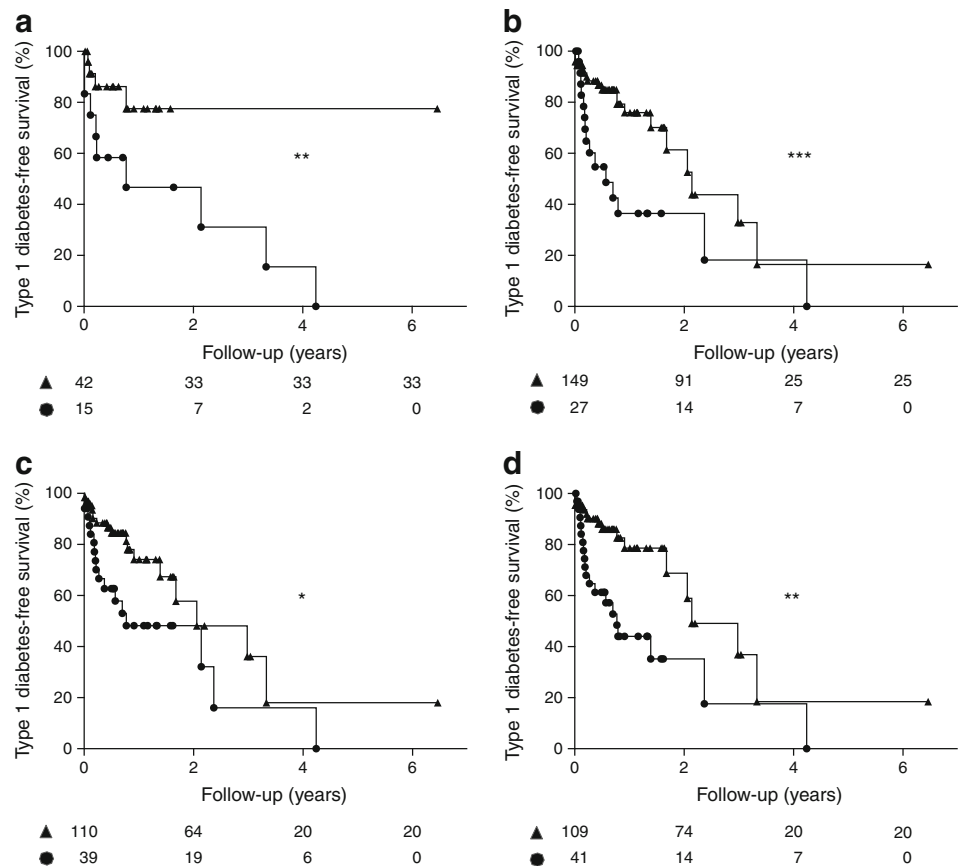 a
Type 1 diabetes-free survival (%)
100
80
60
40
20
0
**
0 2 4 6
Follow-up (years)
▲ 42 33 33 33
● 15 7 2 0
b
Type 1 diabetes-free survival (%)
100
80
60
40
20
0
***
0 2 4 6
Follow-up (years)
▲ 149 91 25 25
● 27 14 7 0
c
Type 1 diabetes-free survival (%)
100
80
60
40
20
0
*
0 2 4 6
Follow-up (years)
▲ 110 64 20 20
● 39 19 6 0
d
Type 1 diabetes-free survival (%)
100
80
60
40
20
0
**
0 2 4 6
Follow-up (years)
▲ 109 74 20 20
● 41 14 7 0